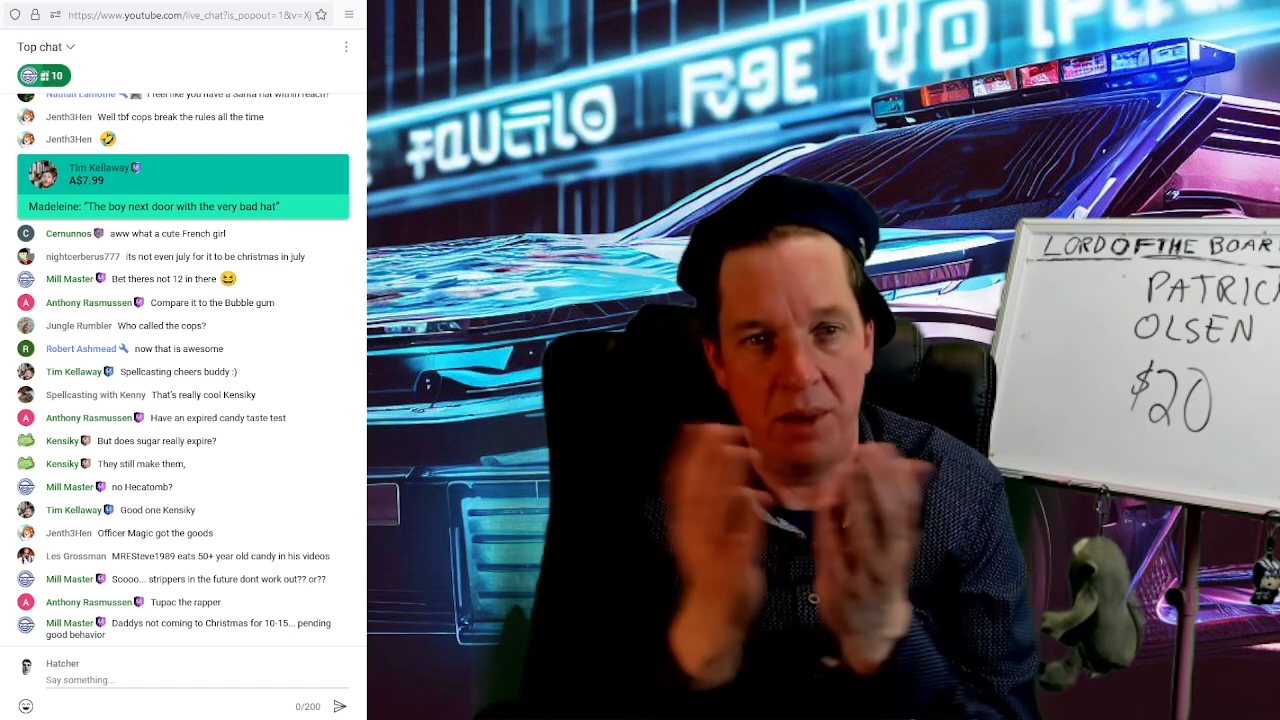 https://www.youtube.com/live_chat?is_popout=1&v=Xj
Top chat
10
Nathan Lamothe I feel like you have a Santa hat within reach?
Jenth3Hen Well tbf cops break the rues all the time
Jenth3Hen 🤣
Tim Kellaway
A$7.99
Madeleine: "The boy next door with the very bad hat"
C Cernunnos aww what a cute French girl
nightcerberus777 its not even july for it to be christmas in july
Mill Master Bet theres not 12 in there 😆
A Anthony Rasmussen Compare it to the Bubble gum
Jungle Rumbler Who called the cops?
R Robert Ashmead now that is awesome
Tim Kellaway Spellcasting cheers buddy :)
Spellcasting with Kenny That's really cool Kensiky
A Anthony Rasmussen Have an expired candy taste test
Kensiky But does sugar really expire?
Kensiky They still make them,
Mill Master no Hecatomb?
Tim Kellaway Good one Kensiky
Jenth3Hen Officer Magic got the goods
Les Grossman MRESteve1989 eats 50+ year old candy in his videos
Mill Master Soooo... strippers in the future dont work out?? or??
A Anthony Rasmussen Tupac the rapper
Mill Master Daddys not coming to Christmas for 10-15... pending
good behavior
Hatcher
Say something...
0/200
LORD OF THE BOAR
PATRIC
OLSEN
$20